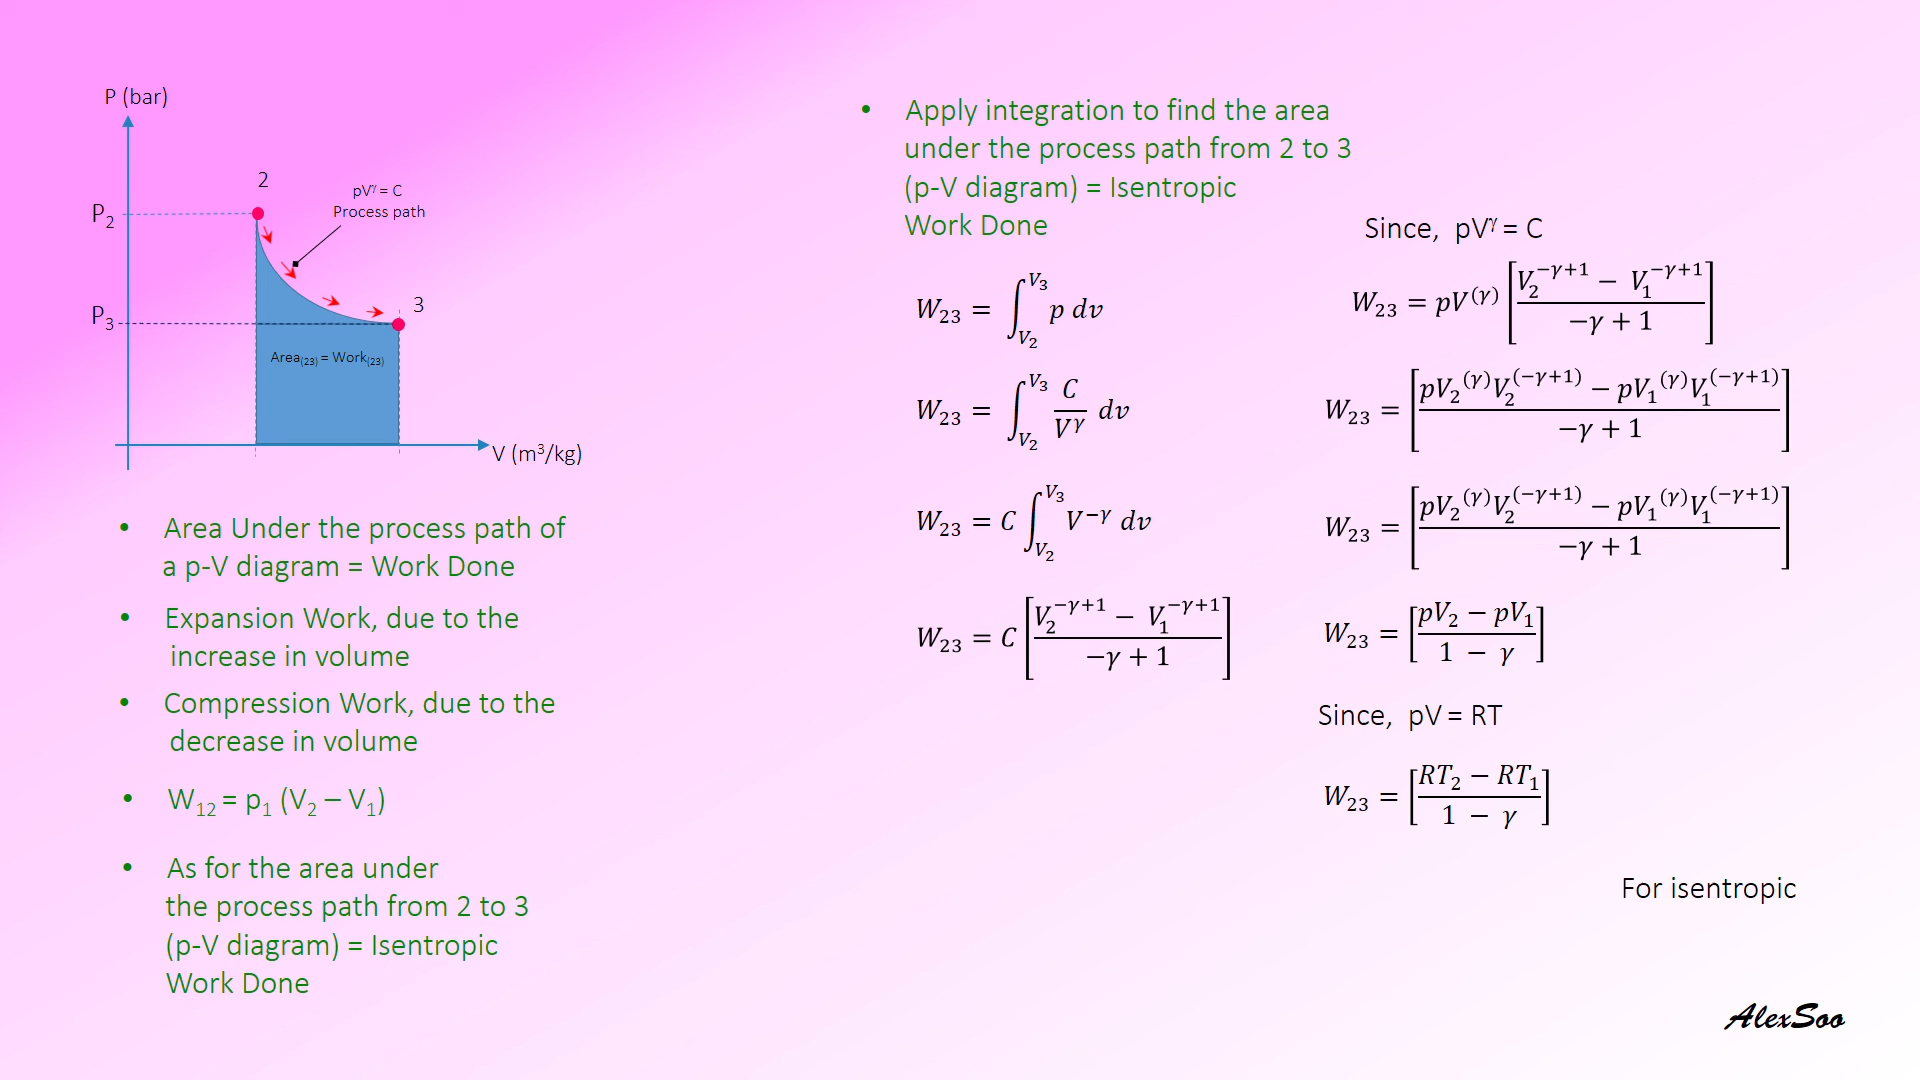 P (bar)
2
pVᵞ = C
Process path
P₂
3
P₃
Area₍₂₃₎ = Work₍₂₃₎
V (m³/kg)
• Area Under the process path of
a p-V diagram = Work Done
• Expansion Work, due to the
increase in volume
• Compression Work, due to the
decrease in volume
• W₁₂ = p₁ (V₂ – V₁)
• As for the area under
the process path from 2 to 3
(p-V diagram) = Isentropic
Work Done
• Apply integration to find the area
under the process path from 2 to 3
(p-V diagram) = Isentropic
Work Done
W₂₃ = ∫_{V₂}^{V₃} p dv
W₂₃ = ∫_{V₂}^{V₃} C/V^γ dv
W₂₃ = C ∫_{V₂}^{V₃} V^{−γ} dv
W₂₃ = C [(V₂^{−γ+1} − V₁^{−γ+1})/(−γ + 1)]
Since, pVᵞ = C
W₂₃ = pV^{(γ)} [(V₂^{−γ+1} − V₁^{−γ+1})/(−γ + 1)]
W₂₃ = [(pV₂^{(γ)}V₂^{(−γ+1)} − pV₁^{(γ)}V₁^{(−γ+1)})/(−γ + 1)]
W₂₃ = [(pV₂^{(γ)}V₂^{(−γ+1)} − pV₁^{(γ)}V₁^{(−γ+1)})/(−γ + 1)]
W₂₃ = [(pV₂ − pV₁)/(1 − γ)]
Since, pV = RT
W₂₃ = [(RT₂ − RT₁)/(1 − γ)]
For isentropic
AlexSoo